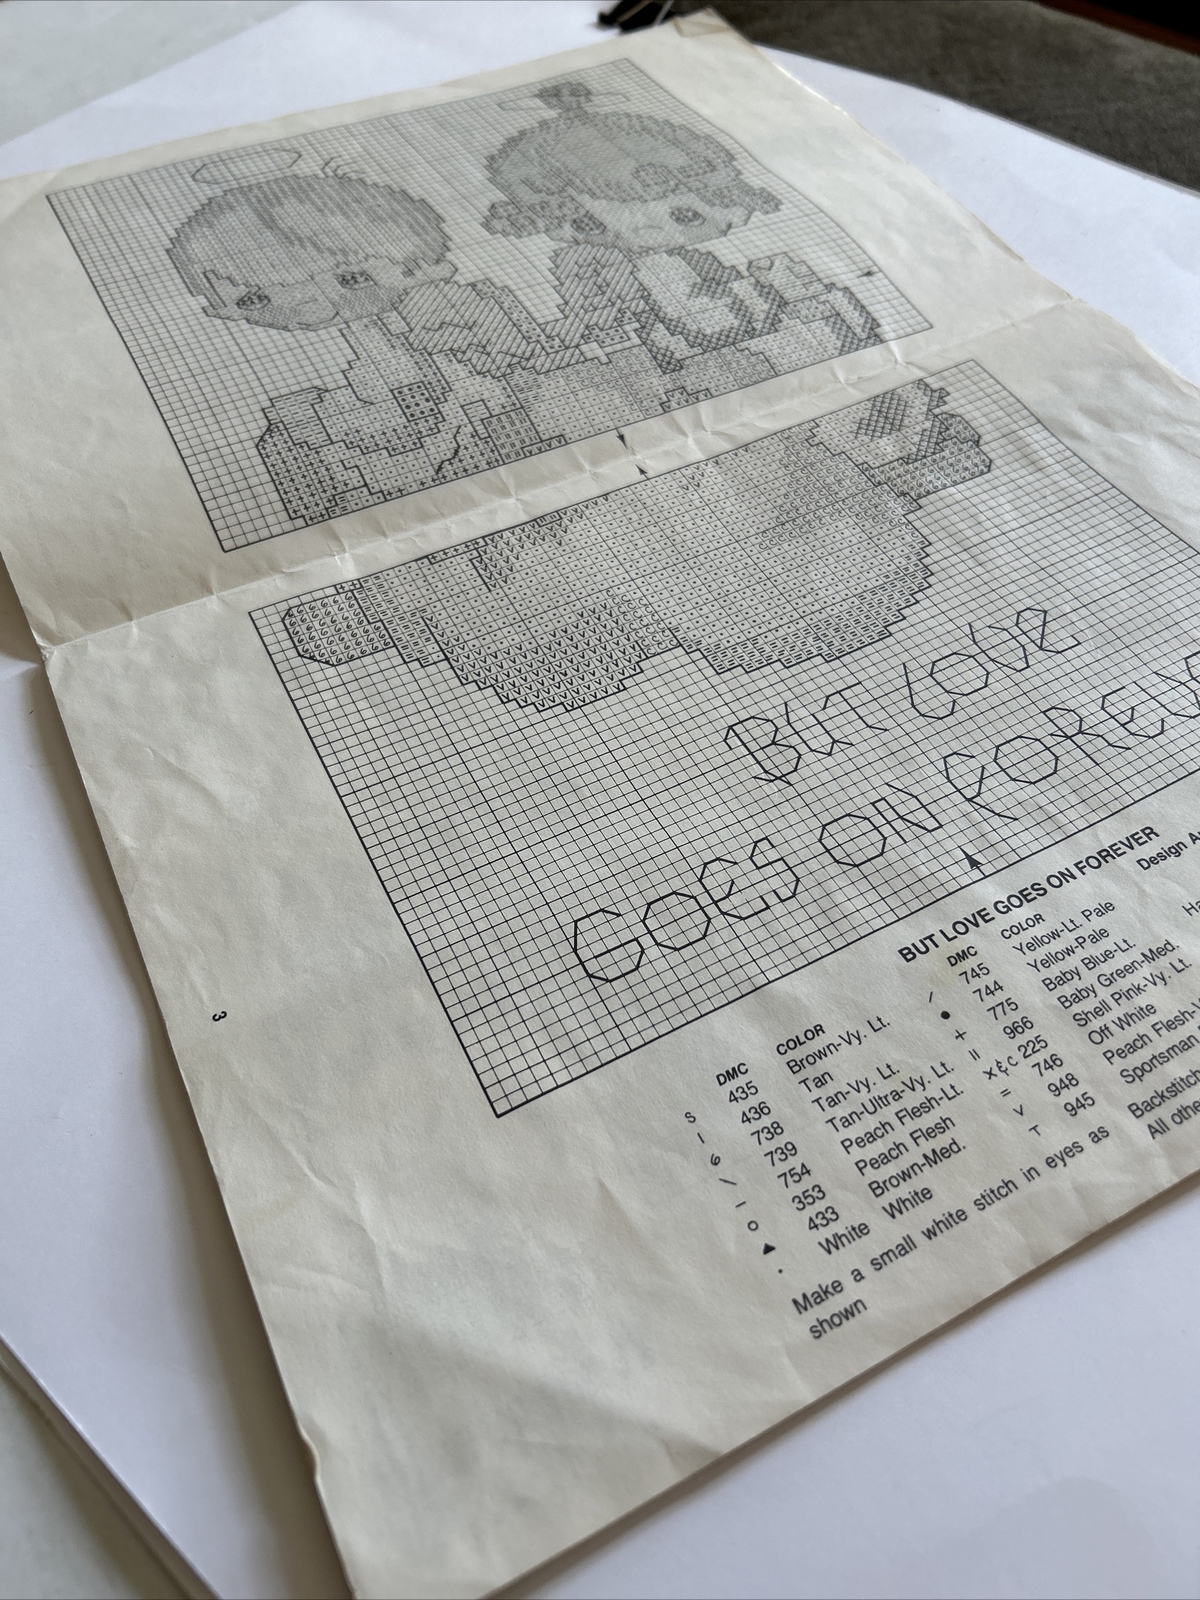 BUT LOVE
GOES ON
3
BUT LOVE GOES ON FOREVER
Design
DMC COLOR
S 435 Brown-Vy. Lt.
I 436 Tan
6 738 Tan-Vy. Lt.
\ 739 Tan-Ultra-Vy. Lt.
– 754 Peach Flesh-Lt.
o 353 Peach Flesh
▲ 433 Brown-Med.
· White White
DMC COLOR
/ 745 Yellow-Lt. Pale
● 744 Yellow-Pale
+ 775 Baby Blue-Lt.
II 966 Baby Green-Med.
X & C 225 Shell Pink-Vy. Lt.
= 746 Off White
V 948 Peach Flesh-
T 945 Sportsman
Make a small white stitch in eyes as
shown
Backstitch
All